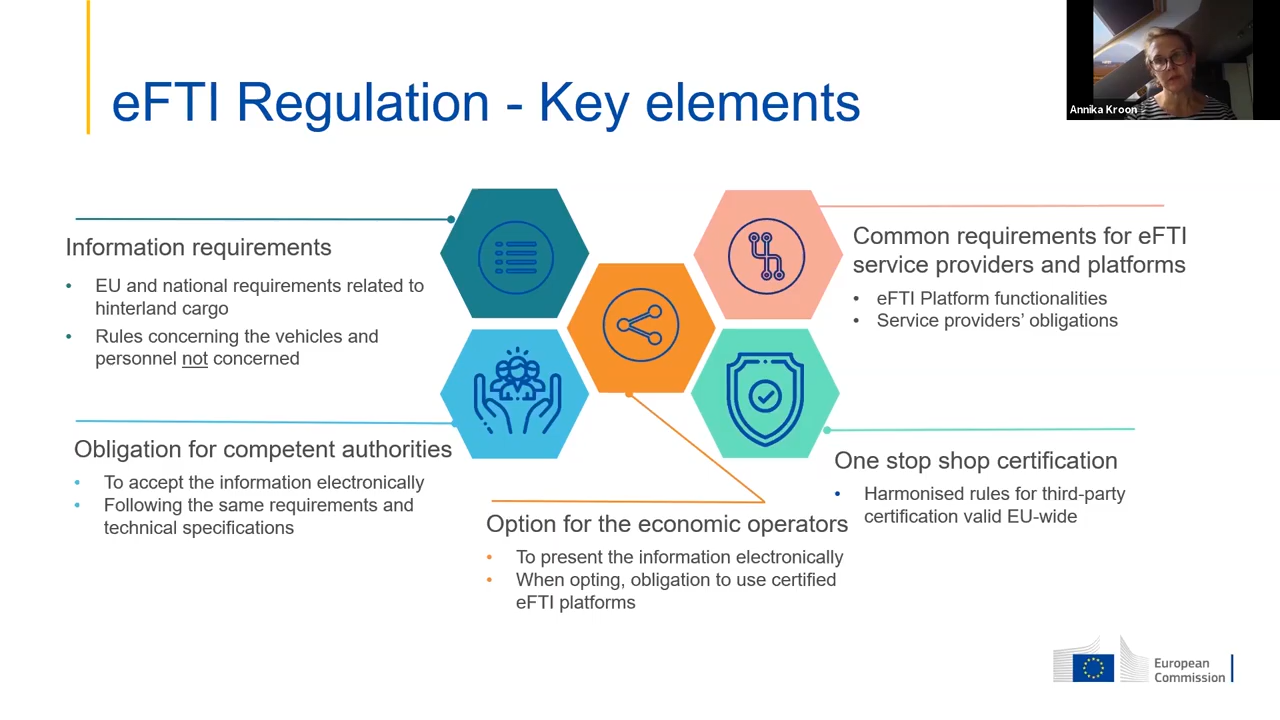 eFTI Regulation - Key elements
Annika Kroon
Information requirements
• EU and national requirements related to
hinterland cargo
• Rules concerning the vehicles and
personnel not concerned
Obligation for competent authorities
• To accept the information electronically
• Following the same requirements and
technical specifications
Option for the economic operators
• To present the information electronically
• When opting, obligation to use certified
eFTI platforms
Common requirements for eFTI
service providers and platforms
• eFTI Platform functionalities
• Service providers’ obligations
One stop shop certification
• Harmonised rules for third-party
certification valid EU-wide
European
Commission